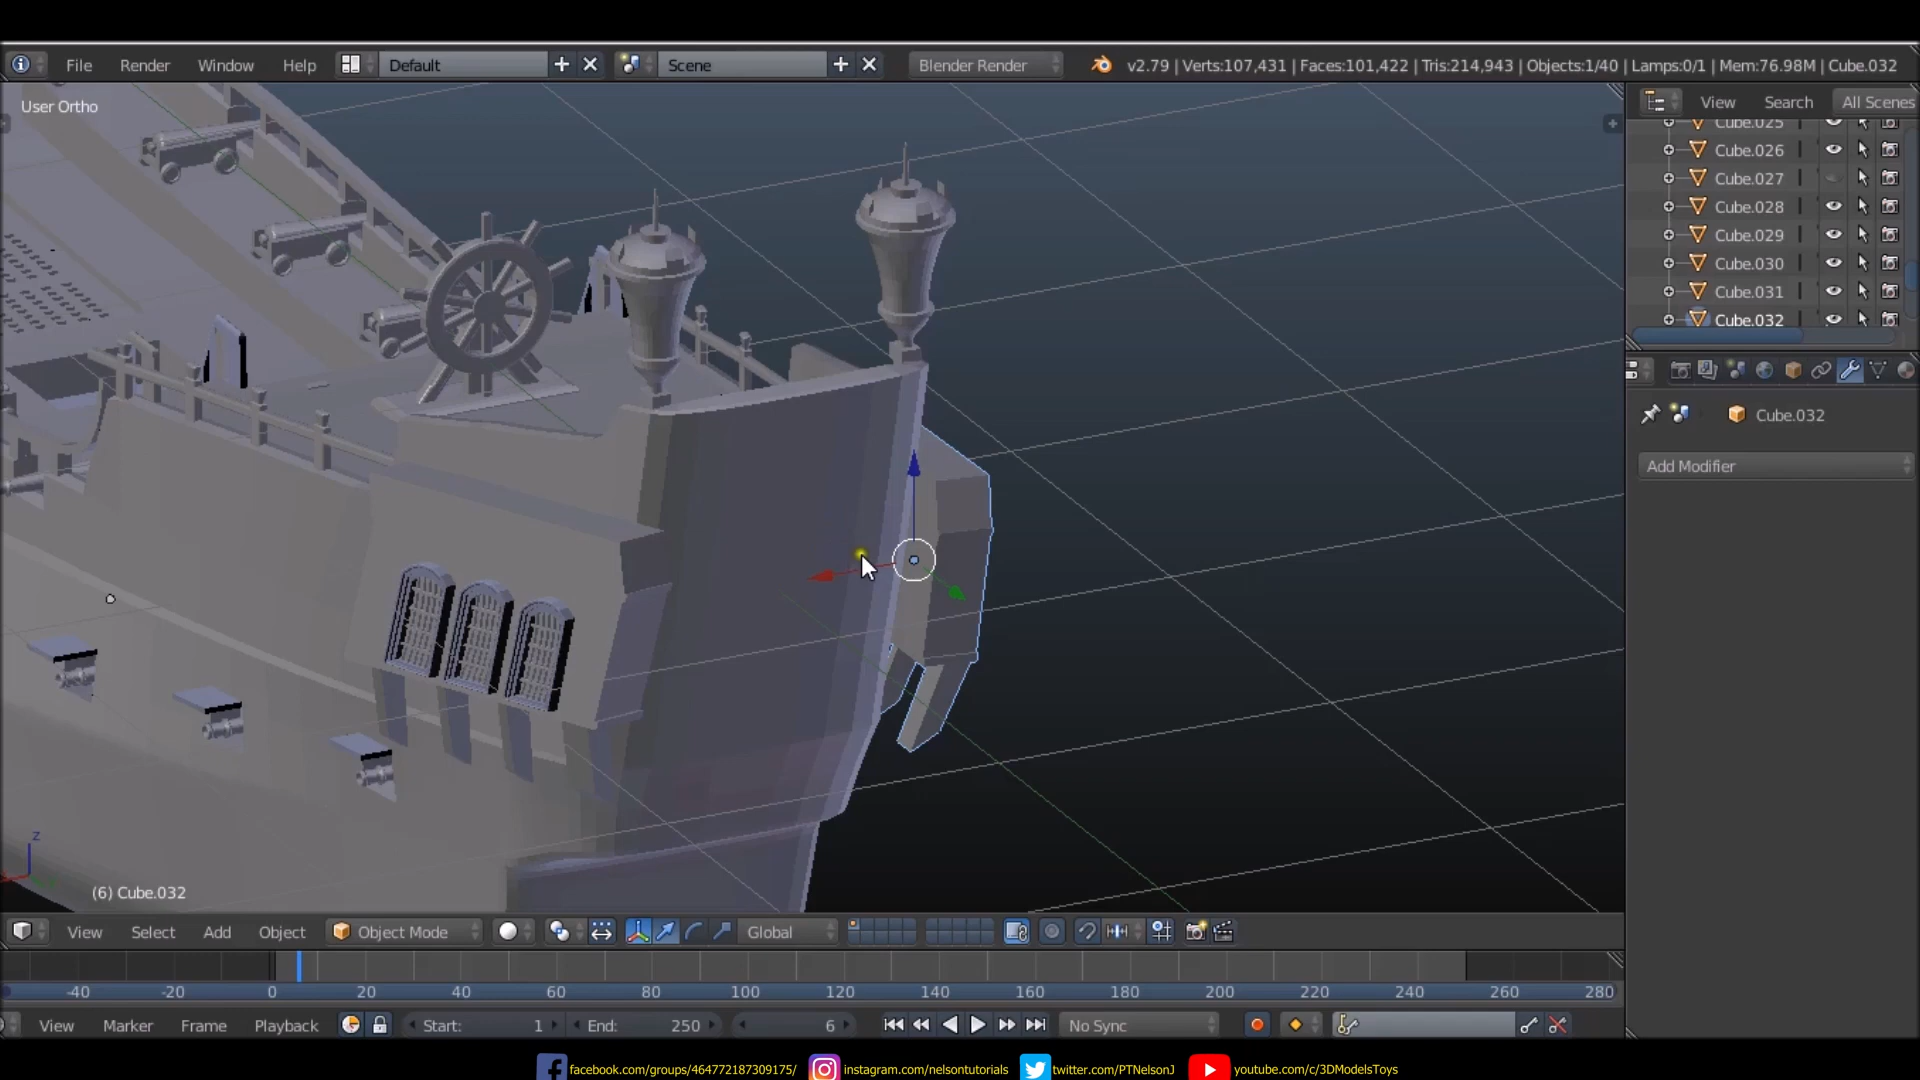 File Render Window Help Default Scene Blender Render v2.79 | Verts:107,431 | Faces:101,422 | Tris:214,943 | Objects:1/40 | Lamps:0/1 | Mem:76.98M | Cube.032
User Ortho
View Search All Scenes
Cube.025
Cube.026
Cube.027
Cube.028
Cube.029
Cube.030
Cube.031
Cube.032
Cube.032
Add Modifier
z
(6) Cube.032
View Select Add Object Object Mode Global
-40 -20 0 20 40 60 80 100 120 140 160 180 200 220 240 260 280
View Marker Frame Playback Start: 1 End: 250 6 No Sync
facebook.com/groups/464772187309175/ instagram.com/nelsontutorials twitter.com/PTNelsonJ youtube.com/c/3DModelsToys